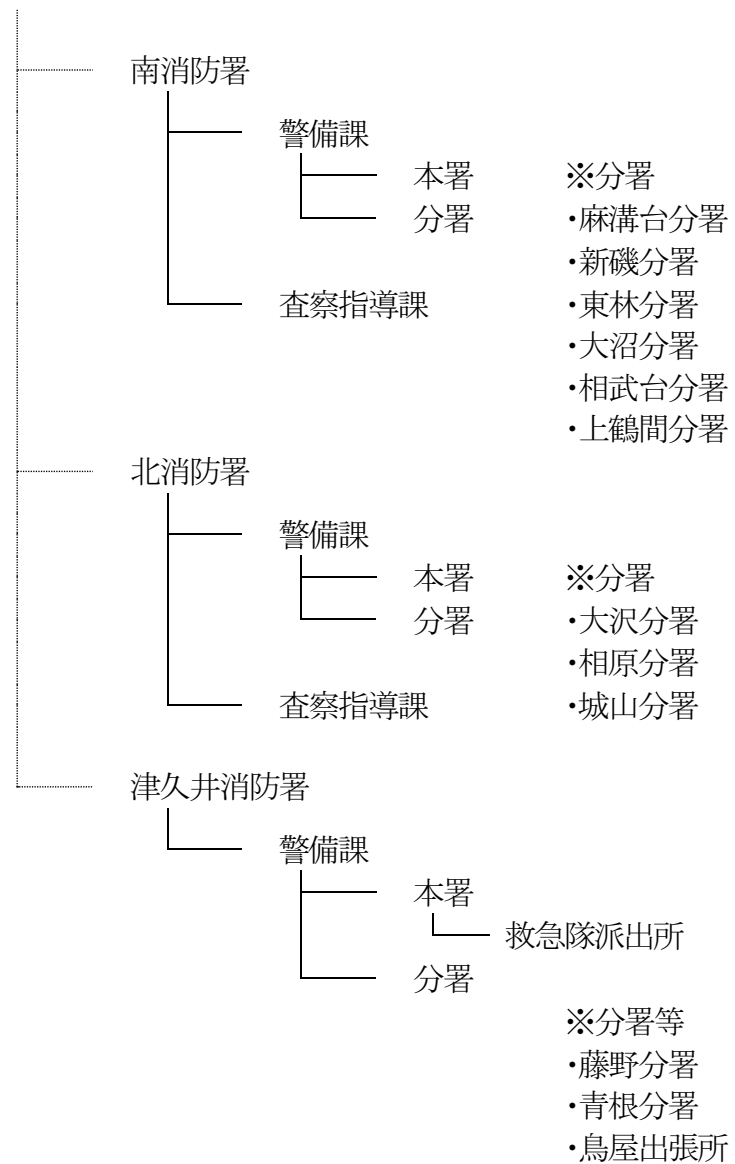 南消防署
警備課
本署　※分署
分署　・麻溝台分署
・新磯分署
査察指導課　・東林分署
・大沼分署
・相武台分署
・上鶴間分署
北消防署
警備課
本署　※分署
分署　・大沢分署
・相原分署
査察指導課　・城山分署
津久井消防署
警備課
本署
救急隊派出所
分署
※分署等
・藤野分署
・青根分署
・鳥屋出張所